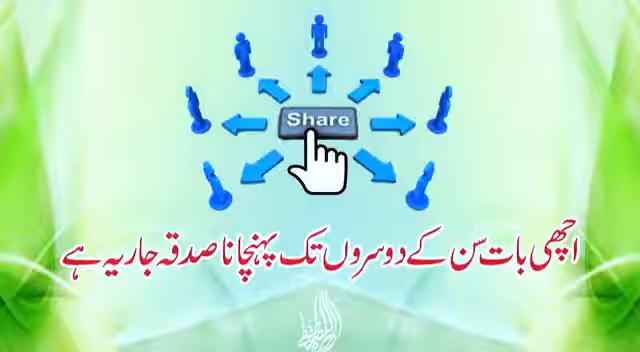 Share
اچھی بات سن کے دوسروں تک پہنچانا صدقہ جاریہ ہے